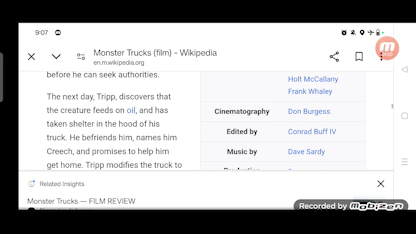 9:07
Monster Trucks (film) - Wikipedia
en.m.wikipedia.org
before he can seek authorities.
The next day, Tripp, discovers that
the creature feeds on oil, and has
taken shelter in the hood of his
truck. He befriends him, names him
Creech, and promises to help him
get home. Tripp modifies the truck to
Holt McCallany
Frank Whaley
Cinematography Don Burgess
Edited by Conrad Buff IV
Music by Dave Sardy
Related Insights
Monster Trucks — FILM REVIEW
Recorded by MOBIZEN